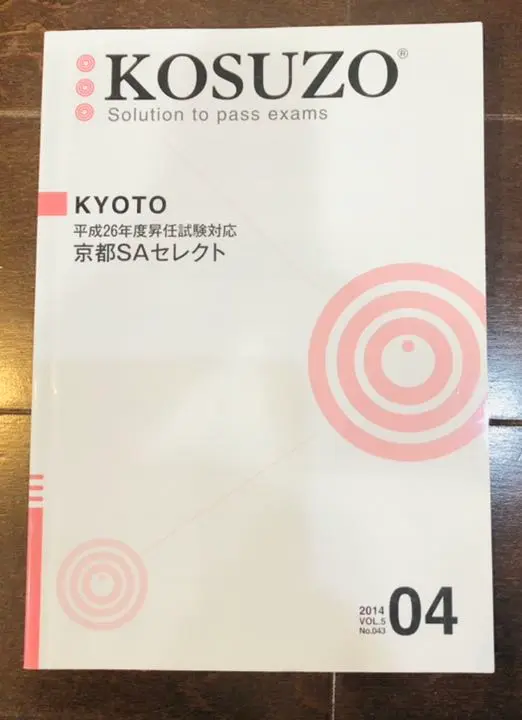 KOSUZO®
Solution to pass exams
KYOTO
平成26年度昇任試験対応
京都SAセレクト
2014
VOL.5
No.043
04